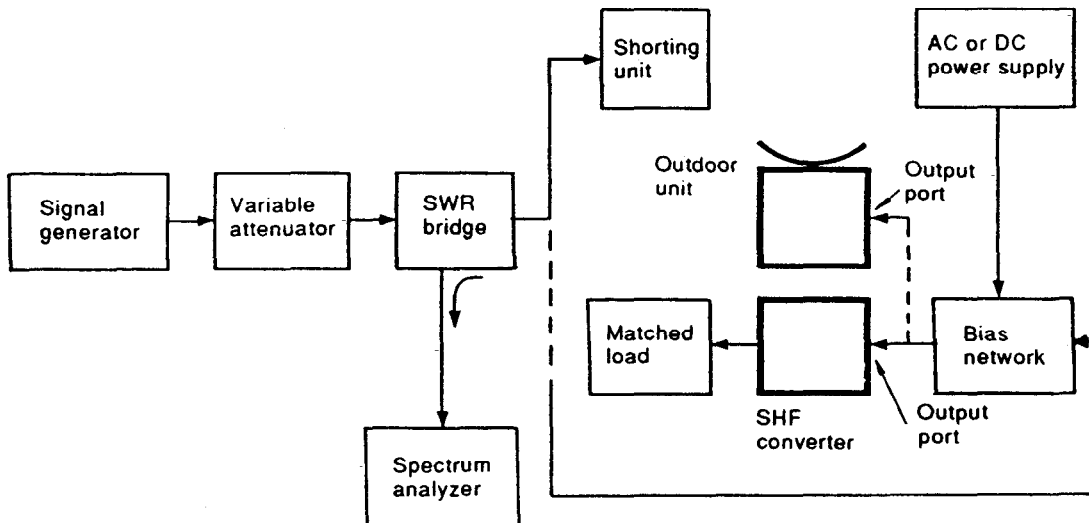 Shorting
unit
AC or DC
power supply
Outdoor
unit
Output
port
Signal
generator
Variable
attenuator
SWR
bridge
Matched
load
Bias
network
SHF
converter
Output
port
Spectrum
analyzer